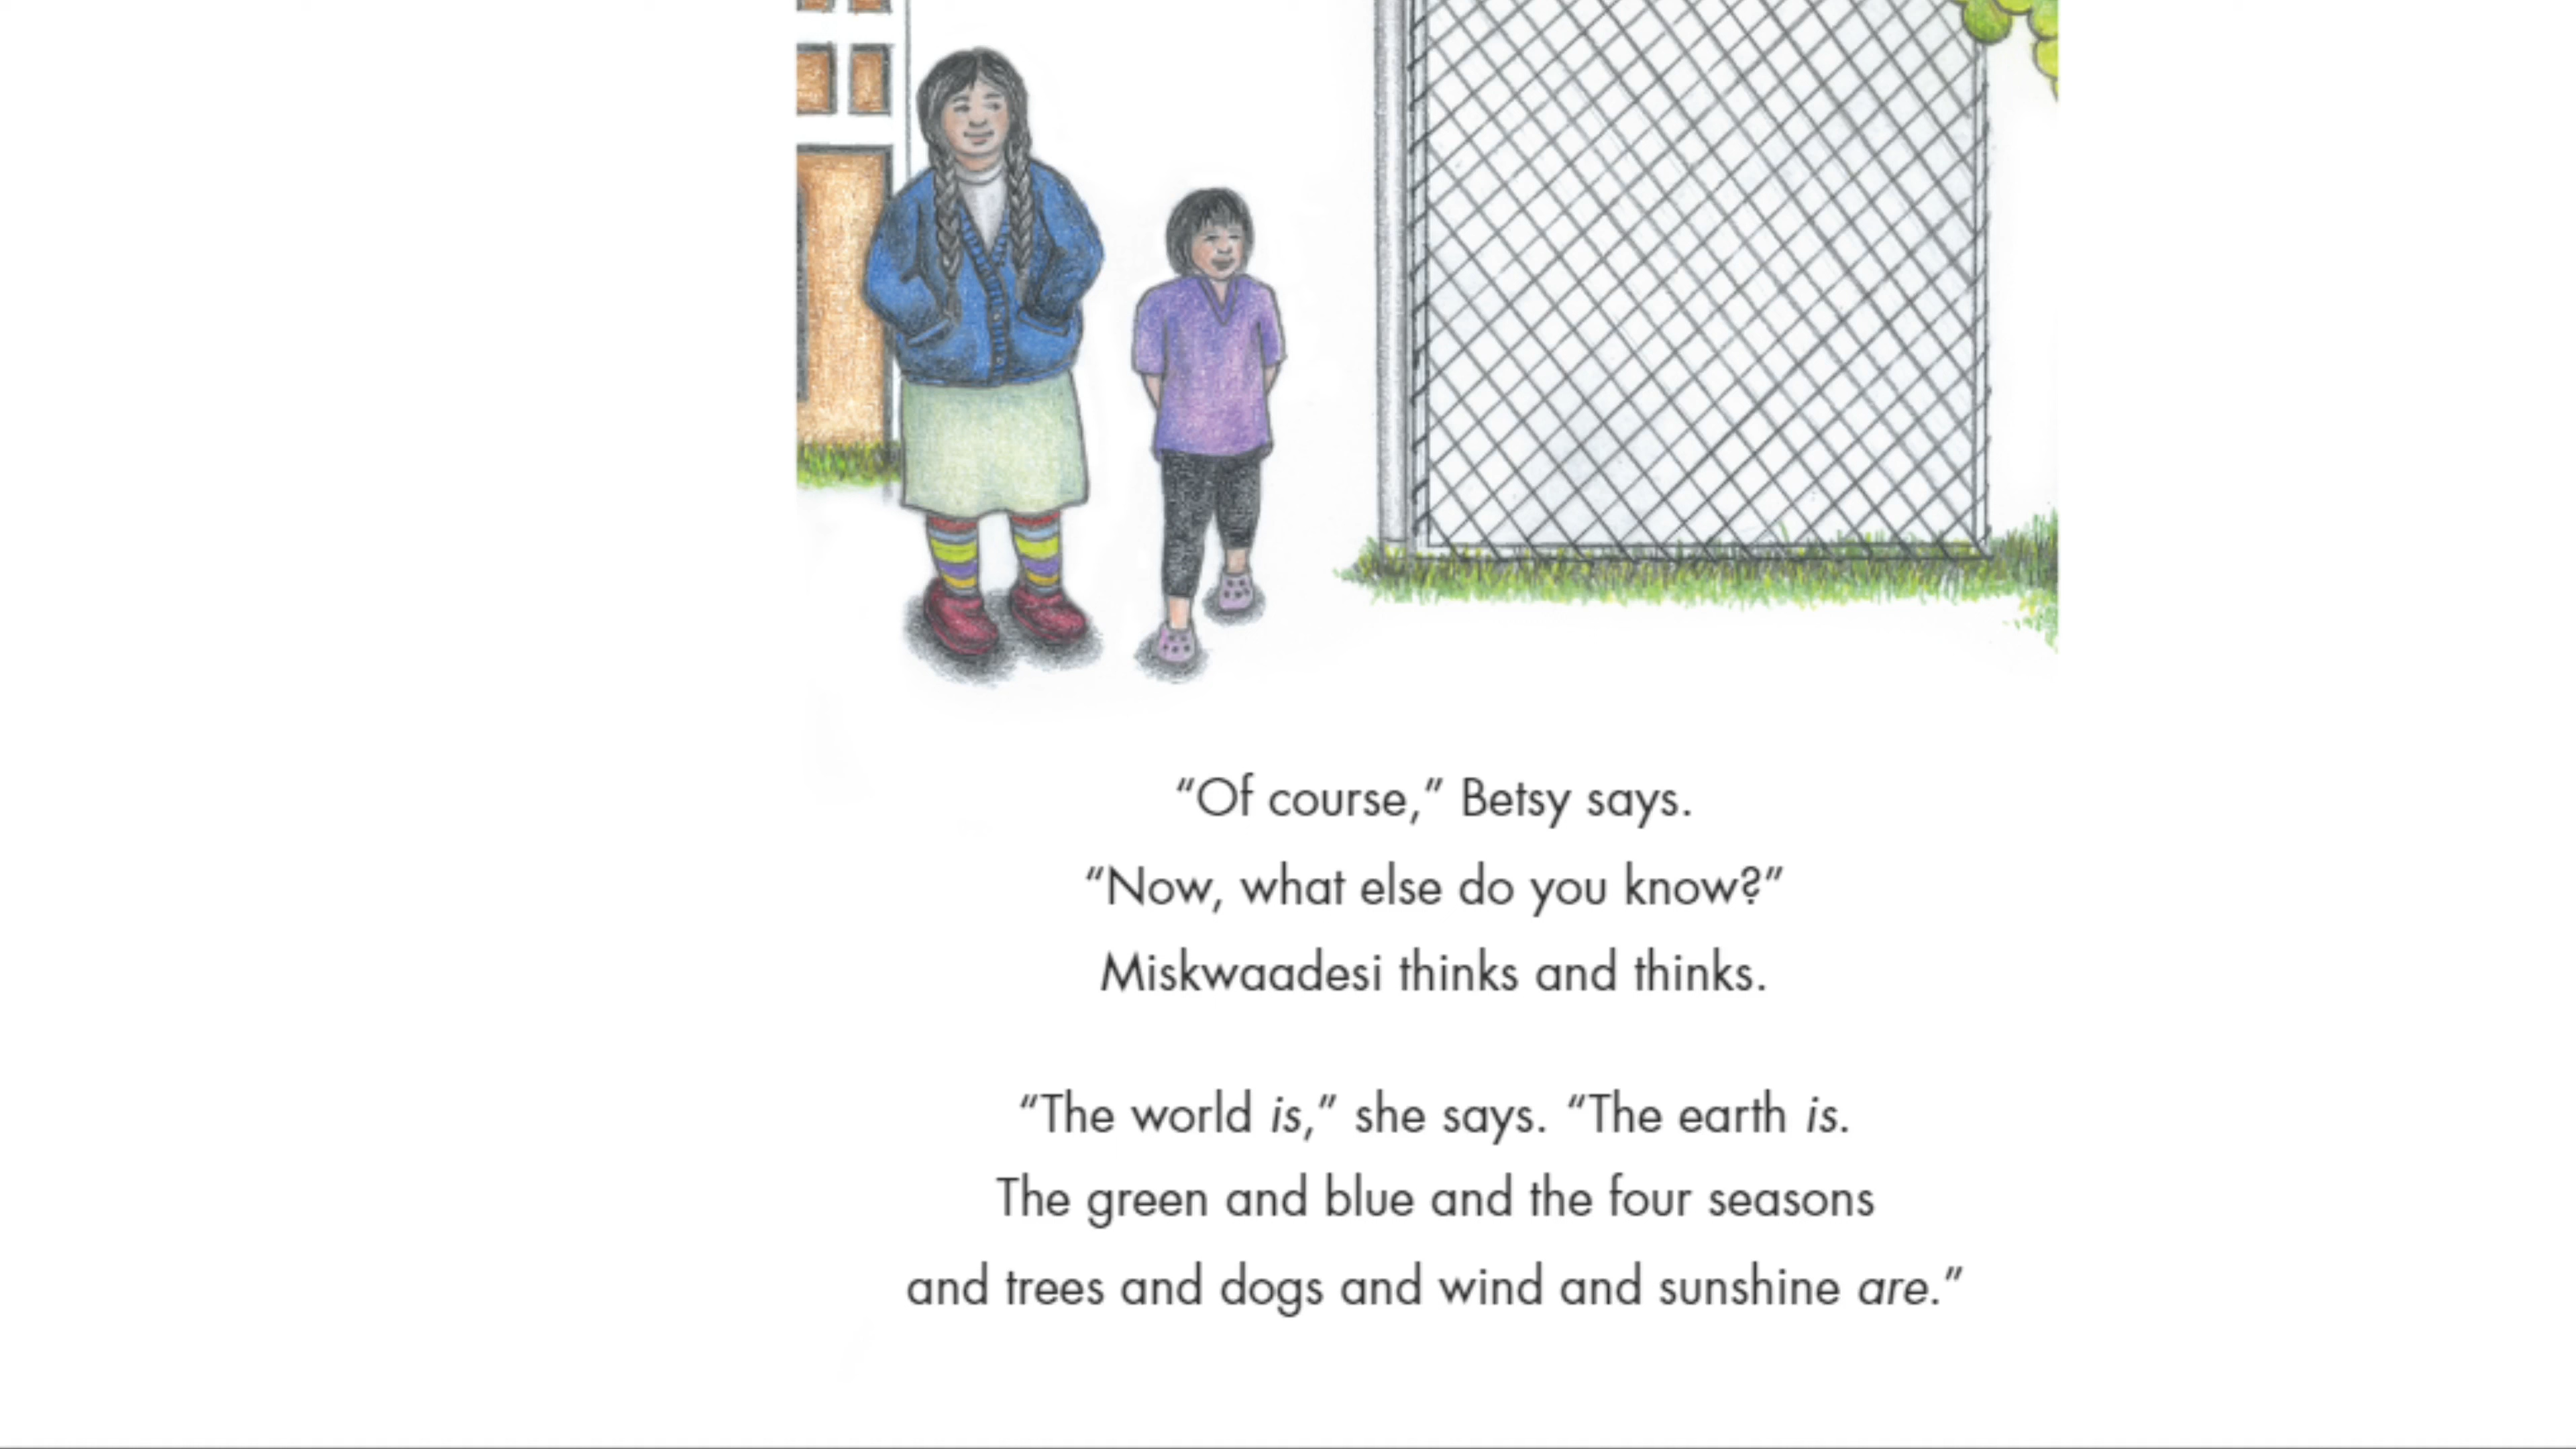 “Of course,” Betsy says.
“Now, what else do you know?”
Miskwaadesi thinks and thinks.
“The world is,” she says. “The earth is.
The green and blue and the four seasons
and trees and dogs and wind and sunshine are.”